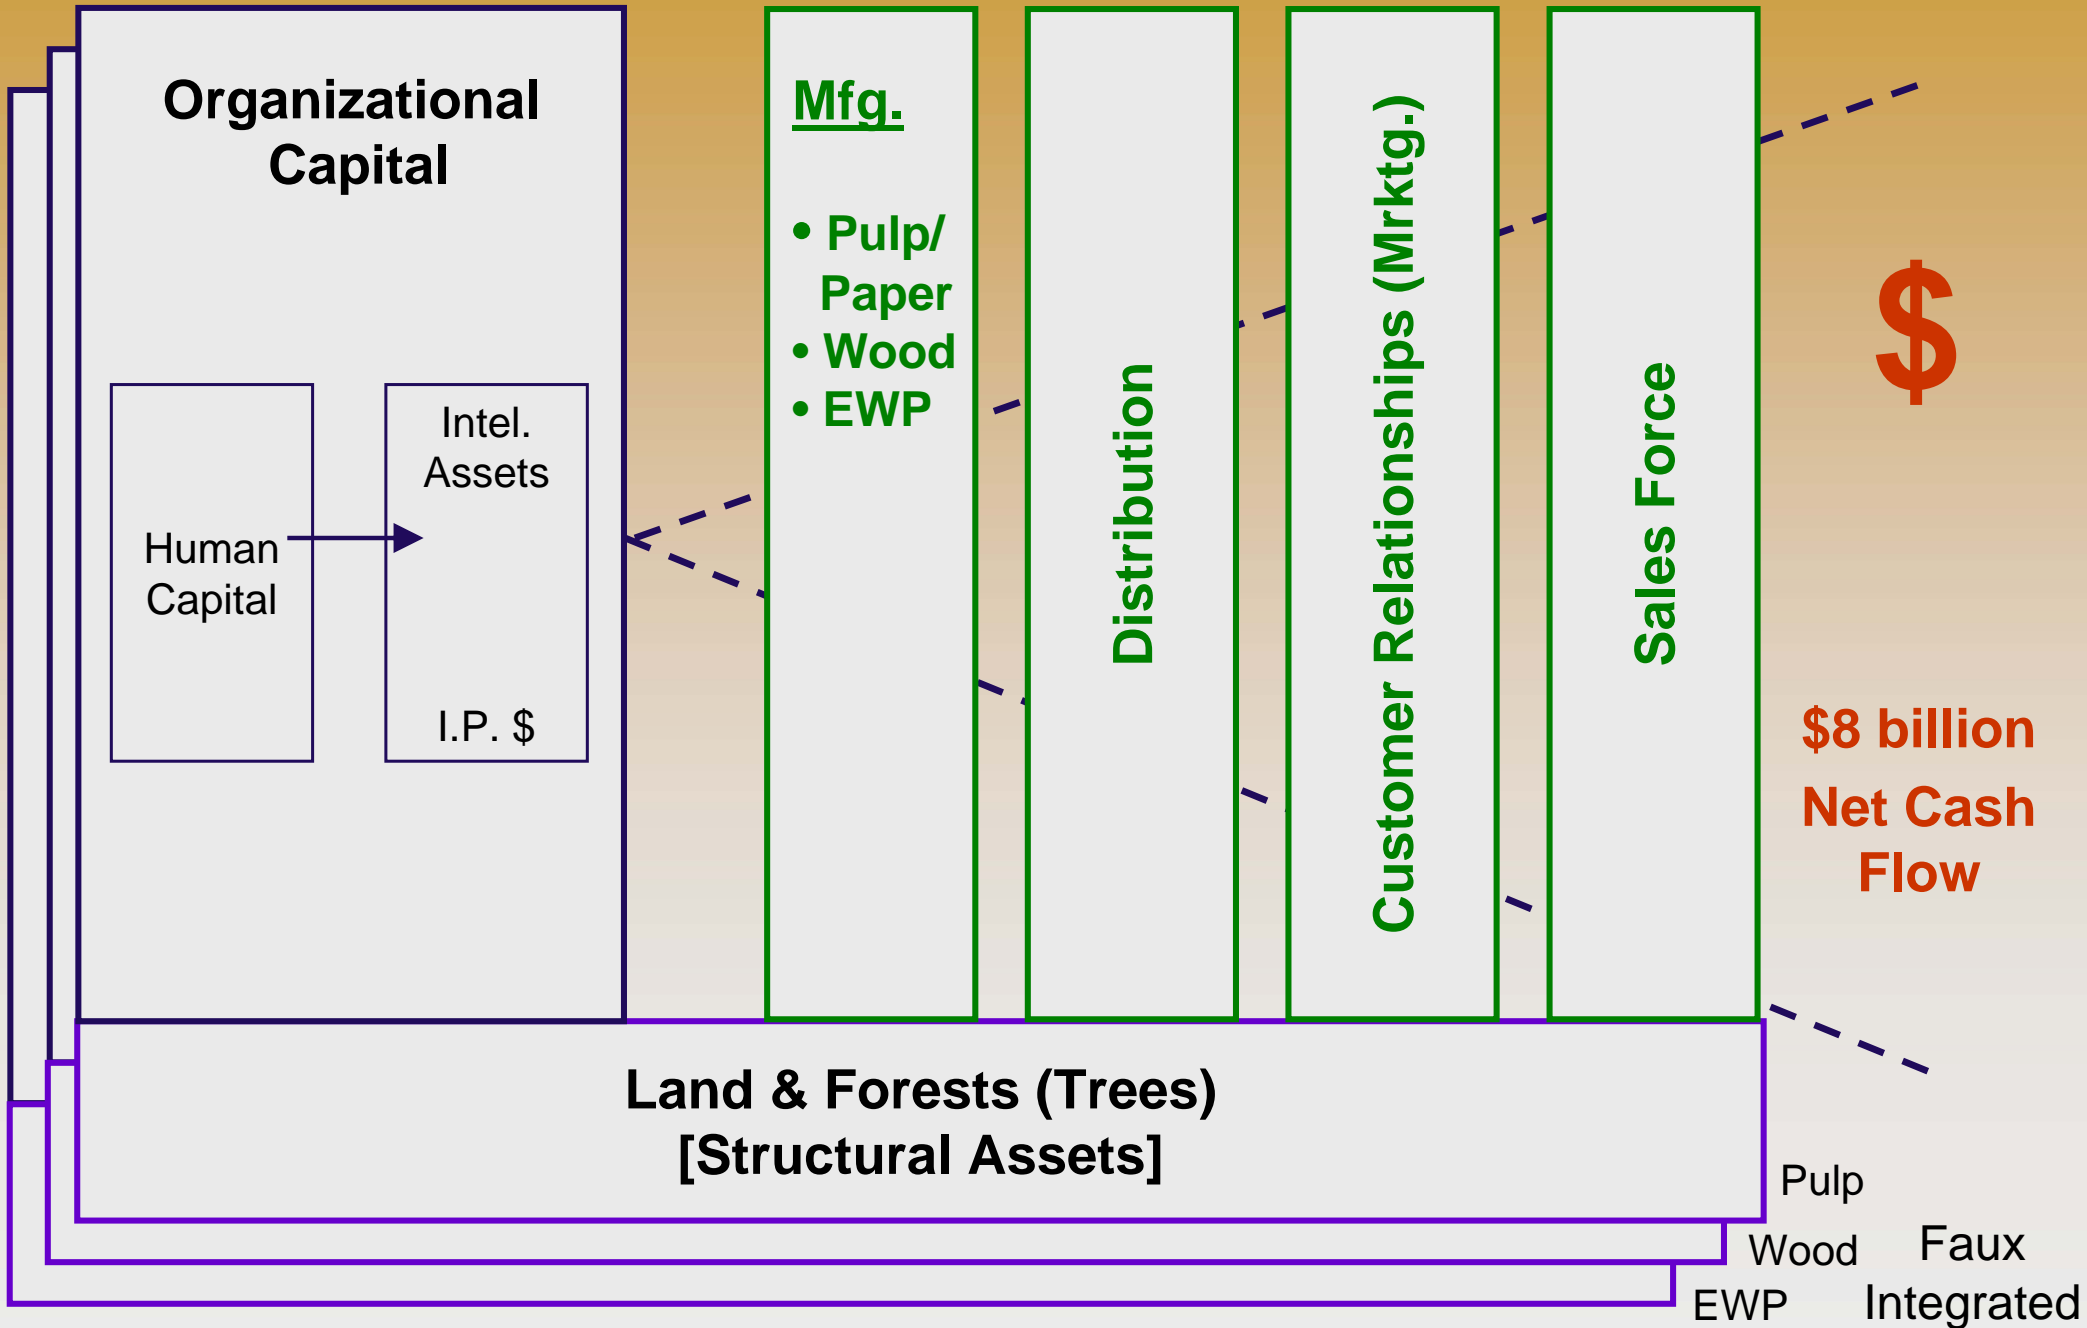 Organizational
Capital
Human
Capital
Intel.
Assets
I.P. $
Mfg.
• Pulp/
Paper
• Wood
• EWP
Distribution
Customer Relationships (Mrktg.)
Sales Force
$
$8 billion
Net Cash
Flow
Land & Forests (Trees)
[Structural Assets]
Pulp
Wood
EWP
Faux
Integrated